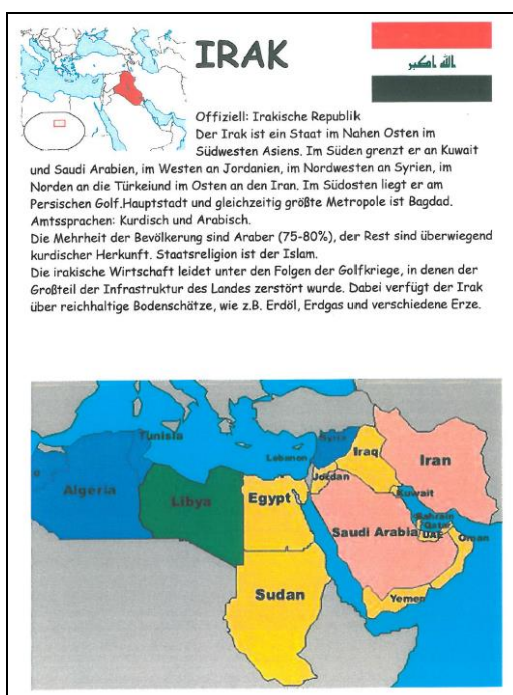 IRAK
الله اكبر
Offiziell: Irakische Republik
Der Irak ist ein Staat im Nahen Osten im
Südwesten Asiens. Im Süden grenzt er an Kuwait
und Saudi Arabien, im Westen an Jordanien, im Nordwesten an Syrien, im
Norden an die Türkeiund im Osten an den Iran. Im Südosten liegt er am
Persischen Golf.Hauptstadt und gleichzeitig größte Metropole ist Bagdad.
Amtssprachen: Kurdisch und Arabisch.
Die Mehrheit der Bevölkerung sind Araber (75-80%), der Rest sind überwiegend
kurdischer Herkunft. Staatsreligion ist der Islam.
Die irakische Wirtschaft leidet unter den Folgen der Golfkriege, in denen der
Großteil der Infrastruktur des Landes zerstört wurde. Dabei verfügt der Irak
über reichhaltige Bodenschätze, wie z.B. Erdöl, Erdgas und verschiedene Erze.
Tunisia
Syria
Lebanon
Iraq
Iran
Jordan
Algeria
Libya
Egypt
Kuwait
Bahrain
Qatar
Saudi Arabia
UAE
Oman
Sudan
Yemen